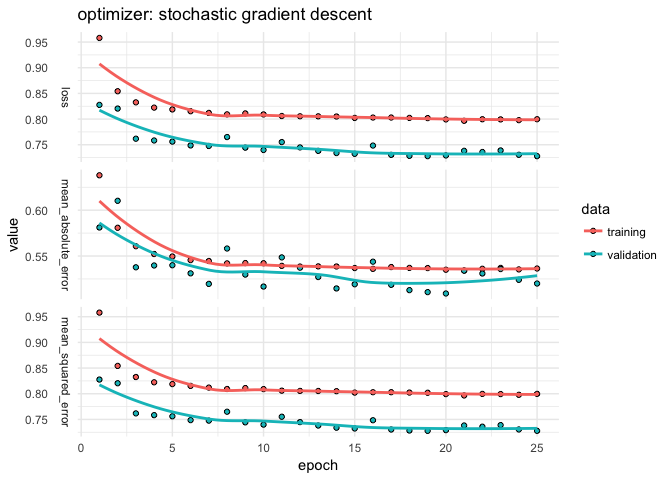 optimizer: stochastic gradient descent
0.95
0.90
0.85
0.80
0.75
loss
0.60
0.55
mean_absolute_error
0.95
0.90
0.85
0.80
0.75
mean_squared_error
value
0
5
10
15
20
25
epoch
data
training
validation